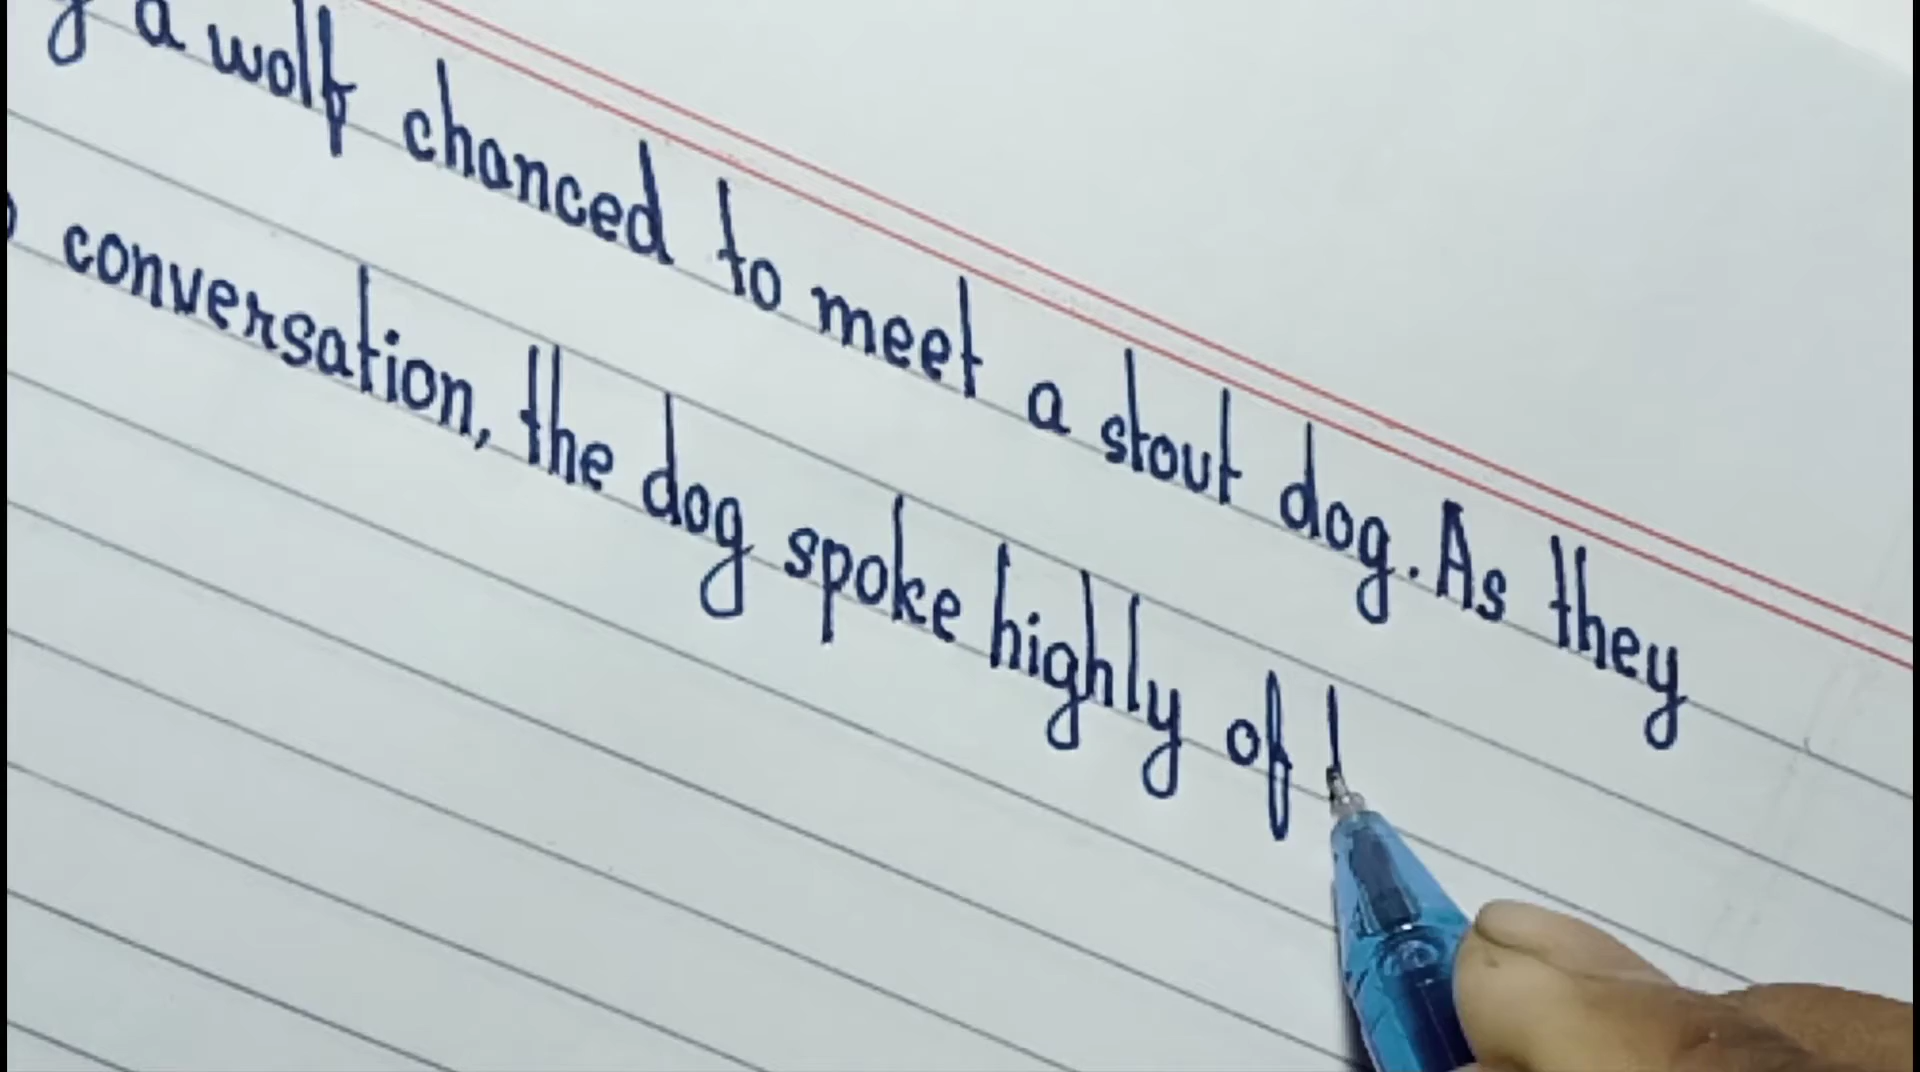 a wolf chanced to meet a stout dog. As they
conversation, the dog spoke highly of